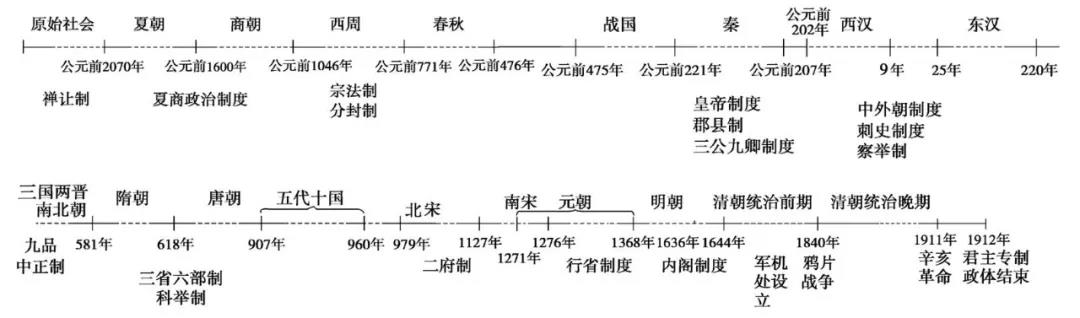 原始社会 夏朝 商朝 西周 春秋 战国 秦 公元前202年 西汉 东汉
公元前2070年 公元前1600年 公元前1046年 公元前771年 公元前476年 公元前475年 公元前221年 公元前207年 9年 25年 220年
禅让制 夏商政治制度 宗法制 皇帝制度 中外朝制度
分封制 郡县制 刺史制度
三公九卿制度 察举制
三国两晋 隋朝 唐朝 五代十国 北宋 南宋 元朝 明朝 清朝统治前期 清朝统治晚期
南北朝
九品 581年 618年 907年 960年 979年 1127年 1271年 1276年 1368年 1636年 1644年 1840年 1911年 1912年
中正制 三省六部制 二府制 行省制度 内阁制度 军机 鸦片 辛亥 君主专制
科举制 处设 战争 革命 政体结束
立